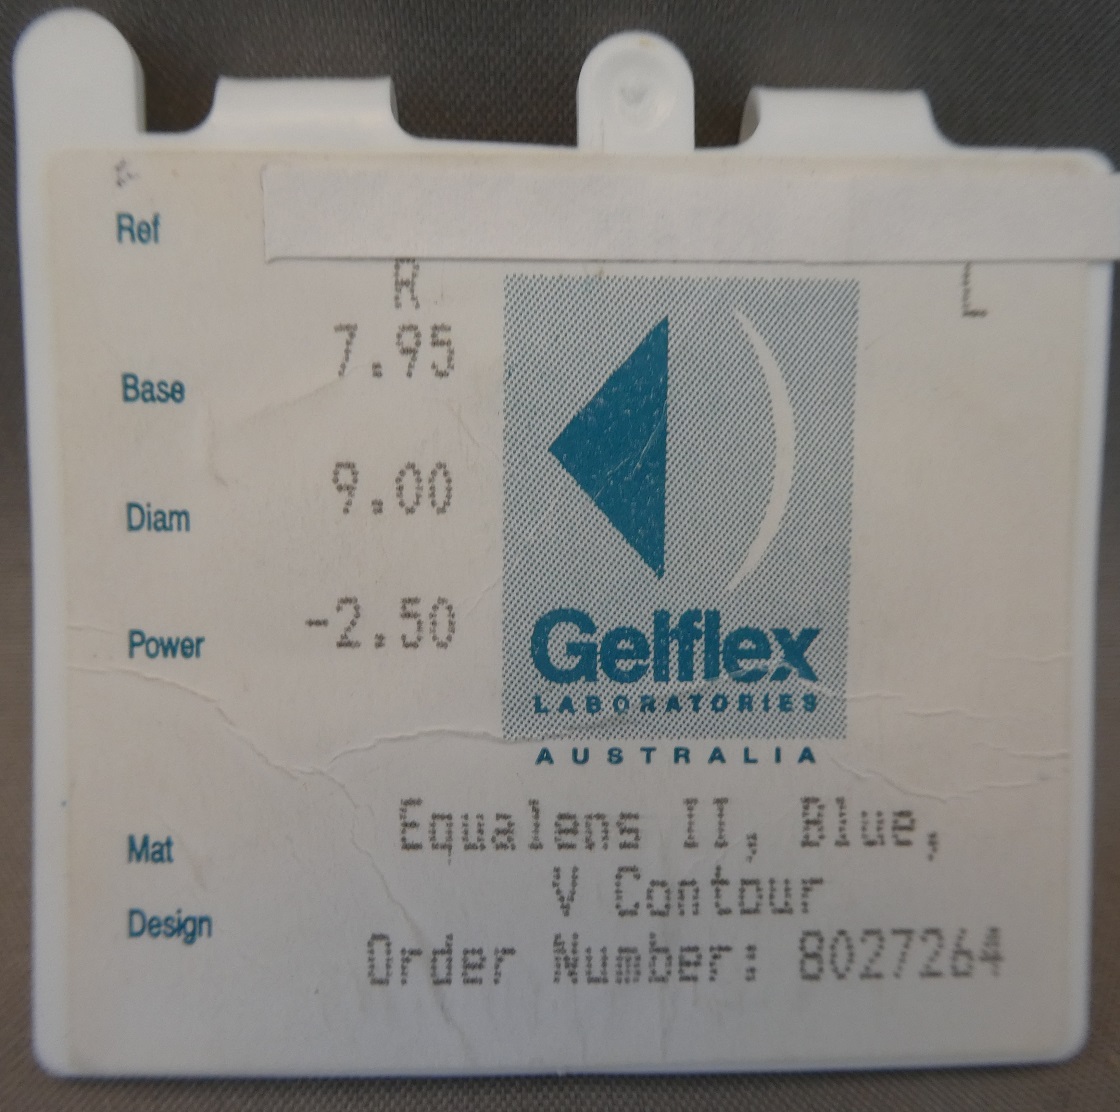 Ref
R L
7.95
Base
9.00
Diam
-2.50
Power
Gelflex
LABORATORIES
AUSTRALIA
Equalens II, Blue,
Mat
V Contour
Design
Order Number: 8027264